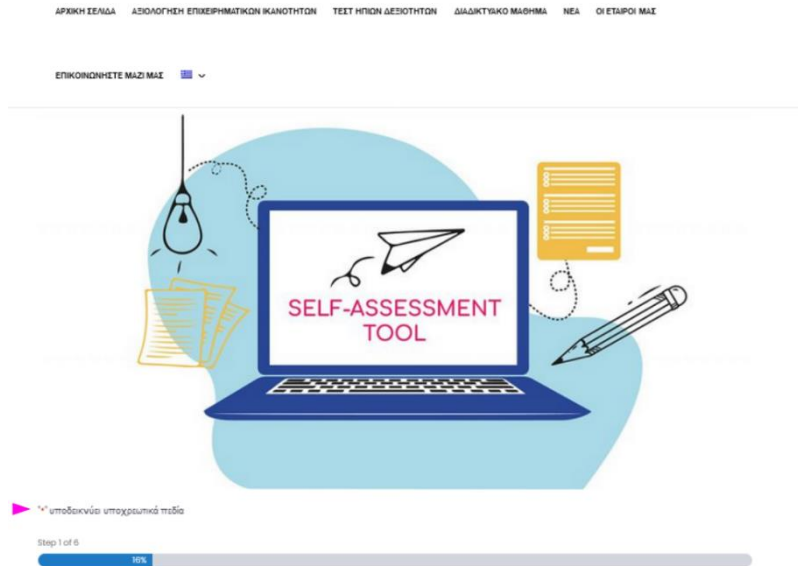 ΑΡΧΙΚΗ ΣΕΛΙΔΑ ΑΞΙΟΛΟΓΗΣΗ ΕΠΙΧΕΙΡΗΜΑΤΙΚΩΝ ΙΚΑΝΟΤΗΤΩΝ ΤΕΣΤ ΗΠΙΩΝ ΔΕΞΙΟΤΗΤΩΝ ΔΙΑΔΙΚΤΥΑΚΟ ΜΑΘΗΜΑ ΝΕΑ ΟΙ ΕΤΑΙΡΟΙ ΜΑΣ
ΕΠΙΚΟΙΝΩΝΗΣΤΕ ΜΑΖΙ ΜΑΣ
SELF-ASSESSMENT
TOOL
"*" υποδεικνύει υποχρεωτικά πεδία
Step 1 of 6
16%